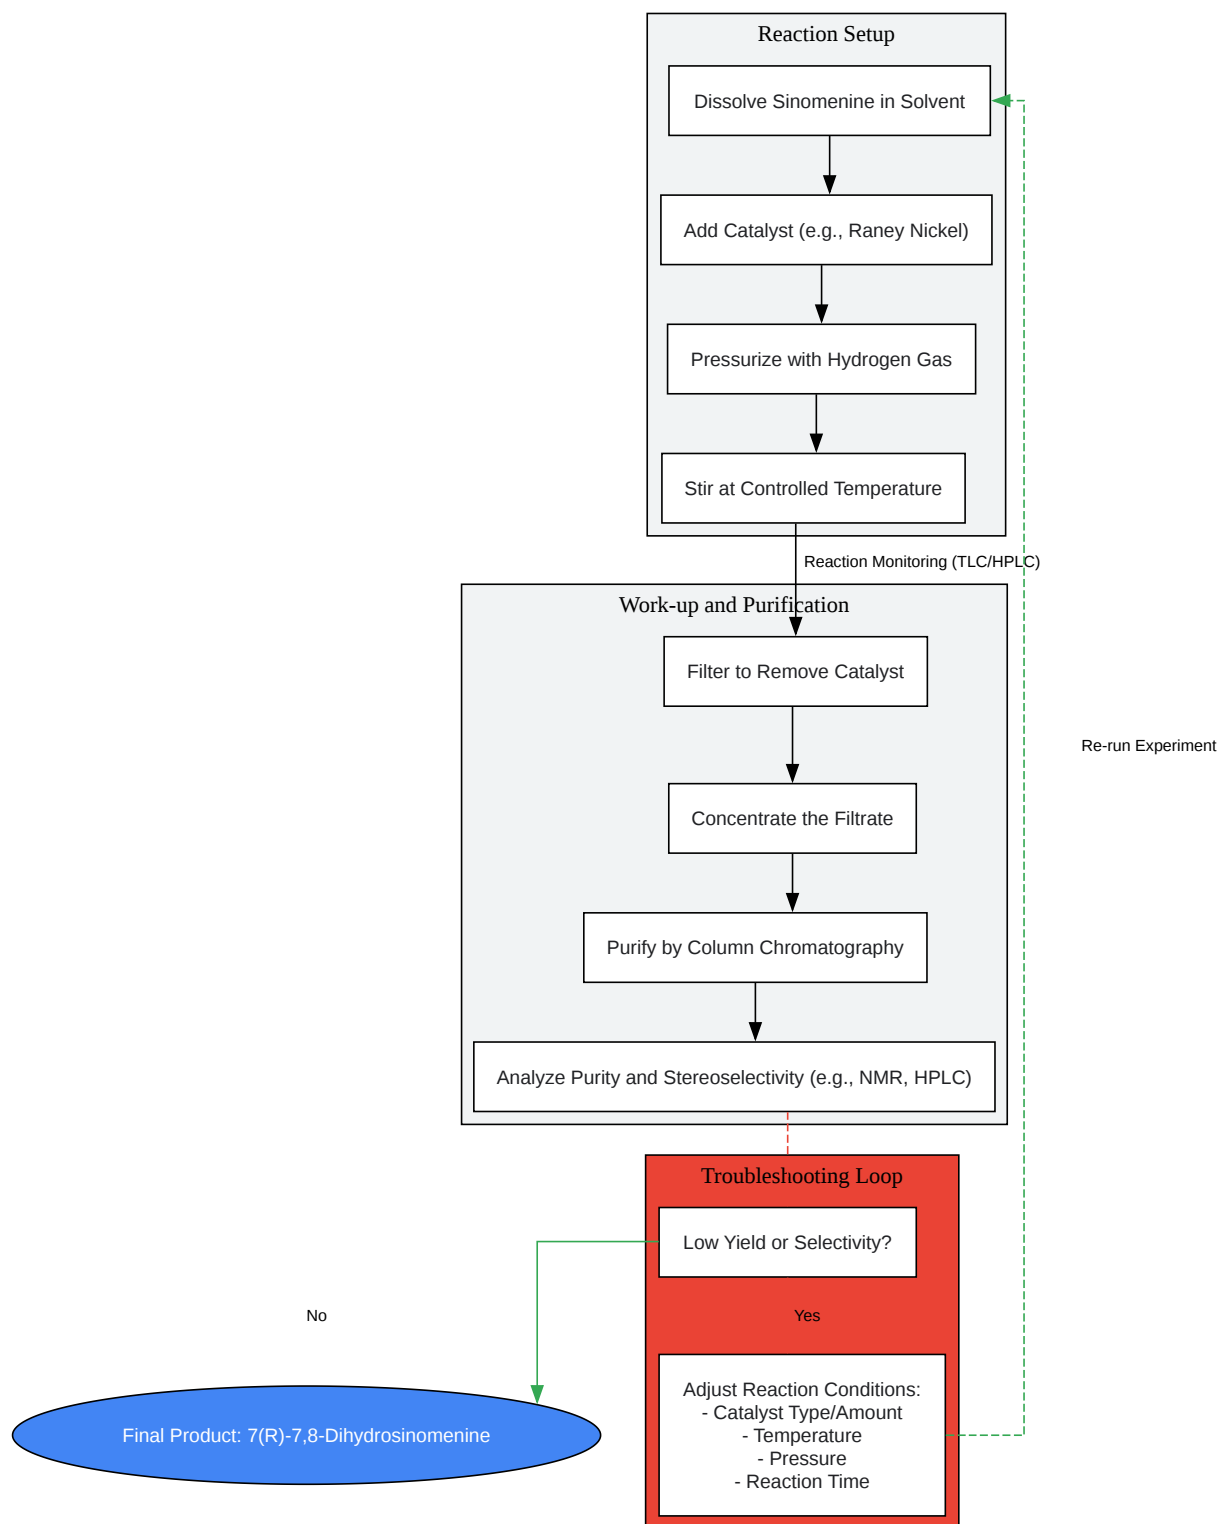 Reaction Setup
Dissolve Sinomenine in Solvent
Add Catalyst (e.g., Raney Nickel)
Pressurize with Hydrogen Gas
Stir at Controlled Temperature
Reaction Monitoring (TLC/HPLC)
Work-up and Purification
Filter to Remove Catalyst
Re-run Experiment
Concentrate the Filtrate
Purify by Column Chromatography
Analyze Purity and Stereoselectivity (e.g., NMR, HPLC)
Troubleshooting Loop
Low Yield or Selectivity?
No
Yes
Adjust Reaction Conditions:
- Catalyst Type/Amount
- Temperature
- Pressure
- Reaction Time
Final Product: 7(R)-7,8-Dihydrosinomenine